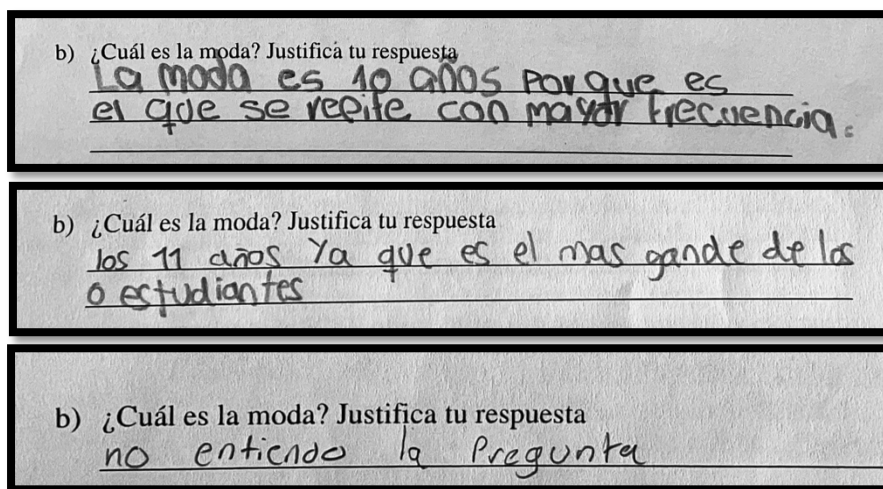 b) ¿Cuál es la moda? Justifica tu respuesta
La moda es 10 años Porque es
el que se repite con mayor frecuencia.
b) ¿Cuál es la moda? Justifica tu respuesta
los 11 años Ya que es el mas gande de los
o estudiantes
b) ¿Cuál es la moda? Justifica tu respuesta
no entiendo la Pregunta